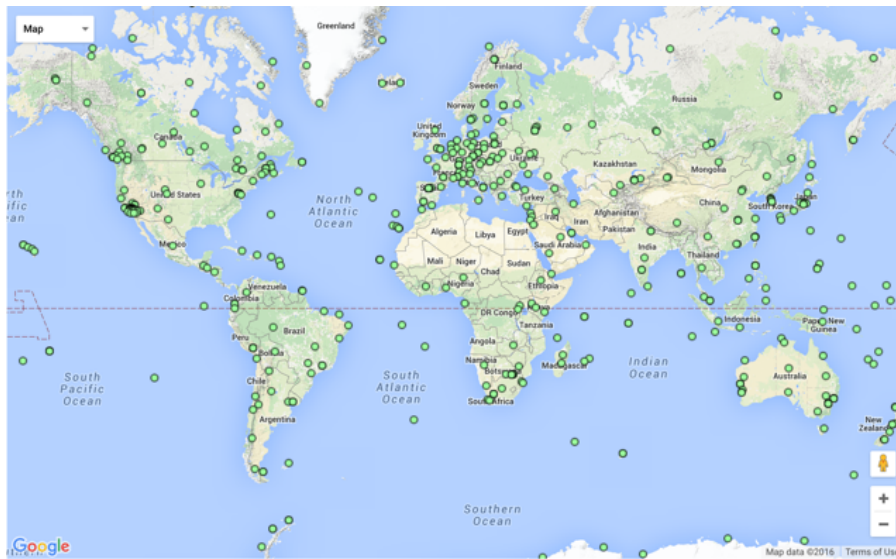 Map
Greenland
Iceland
Finland
Sweden
Norway
Russia
United
Kingdom
Canada
Ukraine
Kazakhstan
Mongolia
United States
North
Atlantic
Ocean
Turkey
Iraq
Iran
Afghanistan
Pakistan
China
South Korea
Japan
Mexico
Algeria
Libya
Egypt
Saudi Arabia
India
Thailand
Mali
Niger
Chad
Sudan
Nigeria
Ethiopia
Venezuela
Colombia
DR Congo
Tanzania
Indonesia
Papua New
Guinea
Peru
Brazil
Bolivia
Angola
Namibia
Botswana
Madagascar
Indian
Ocean
South
Pacific
Ocean
Chile
Argentina
South
Atlantic
Ocean
South Africa
Australia
New
Zealand
Southern
Ocean
Google
Map data ©2016
Terms of Us